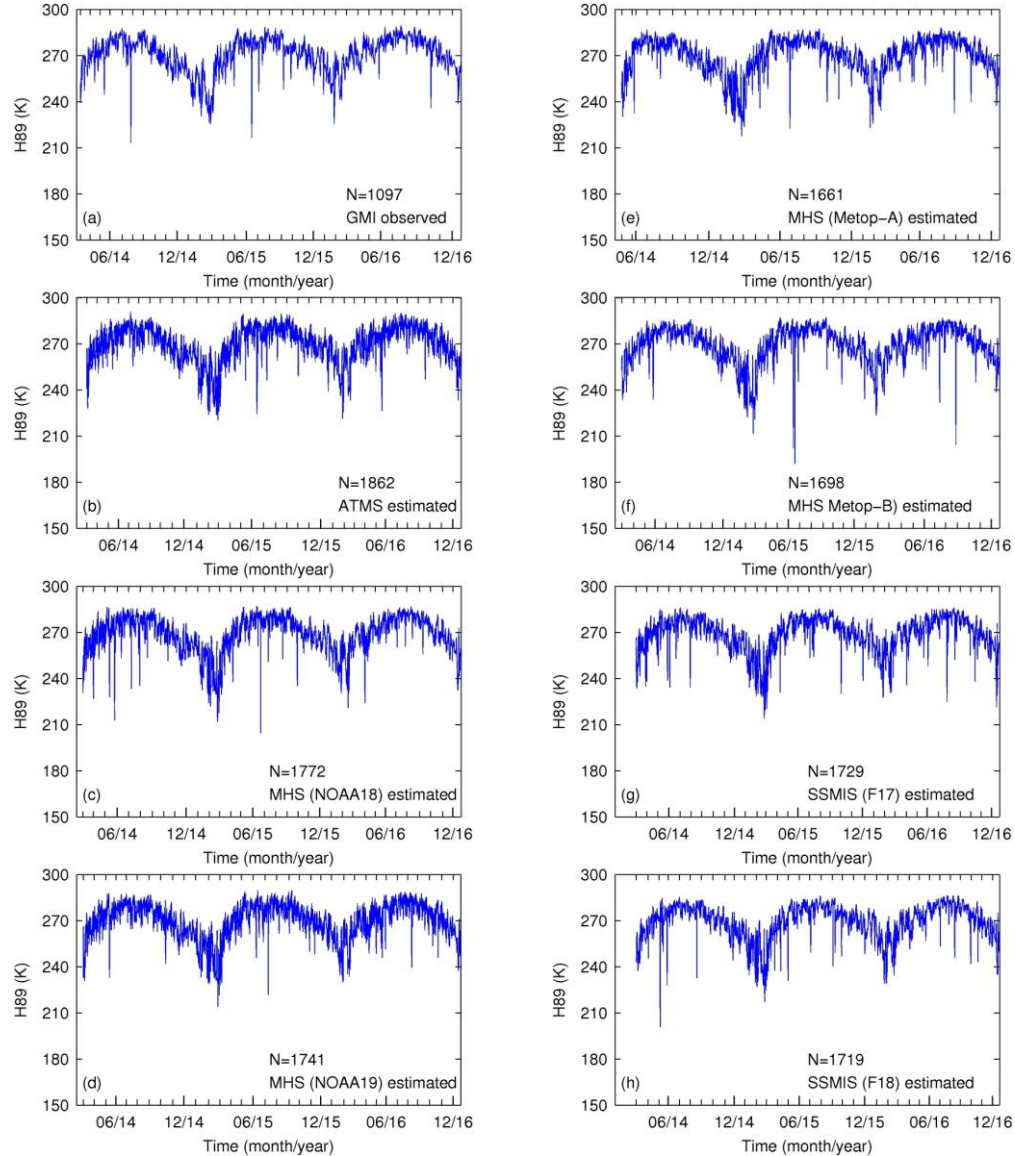 300
270
240
210
180
150
H89 (K)
N=1097
(a)
GMI observed
06/14 12/14 06/15 12/15 06/16 12/16
Time (month/year)
300
270
240
210
180
150
H89 (K)
N=1661
(e)
MHS (Metop-A) estimated
06/14 12/14 06/15 12/15 06/16 12/16
Time (month/year)
300
270
240
210
180
150
H89 (K)
N=1862
(b)
ATMS estimated
06/14 12/14 06/15 12/15 06/16 12/16
Time (month/year)
300
270
240
210
180
150
H89 (K)
N=1698
(f)
MHS Metop-B) estimated
06/14 12/14 06/15 12/15 06/16 12/16
Time (month/year)
300
270
240
210
180
150
H89 (K)
N=1772
(c)
MHS (NOAA18) estimated
06/14 12/14 06/15 12/15 06/16 12/16
Time (month/year)
300
270
240
210
180
150
H89 (K)
N=1729
(g)
SSMIS (F17) estimated
06/14 12/14 06/15 12/15 06/16 12/16
Time (month/year)
300
270
240
210
180
150
H89 (K)
N=1741
(d)
MHS (NOAA19) estimated
06/14 12/14 06/15 12/15 06/16 12/16
Time (month/year)
300
270
240
210
180
150
H89 (K)
N=1719
(h)
SSMIS (F18) estimated
06/14 12/14 06/15 12/15 06/16 12/16
Time (month/year)